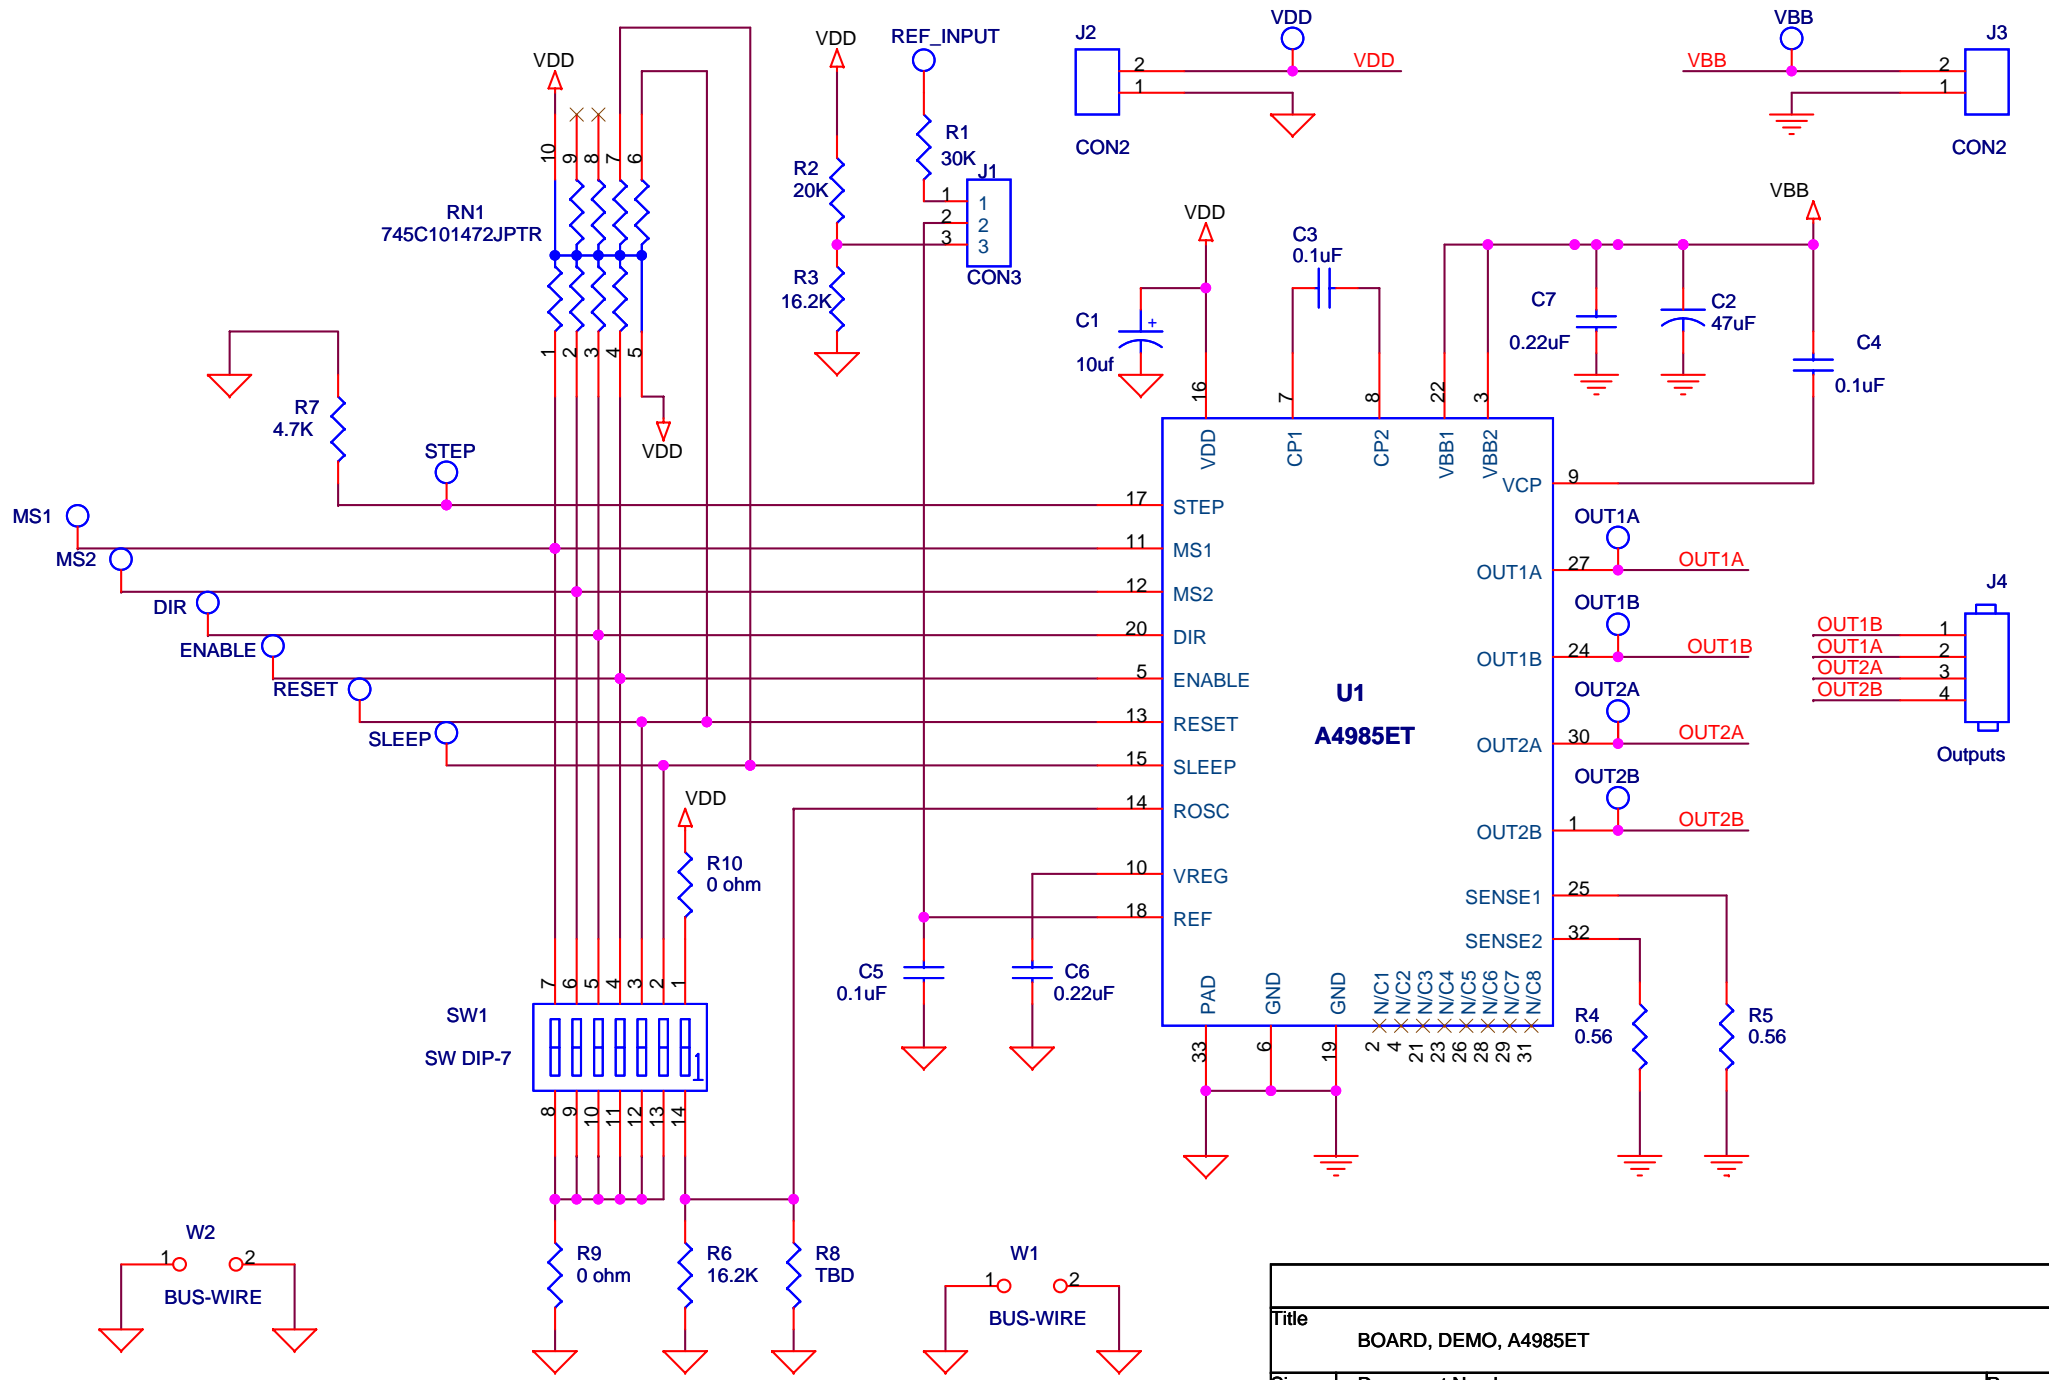 VDD
VDD
REF_INPUT
J2
VDD
VDD
2
1
CON2
VBB
VBB
J3
2
1
CON2
10
9
8
7
6
RN1
745C101472JPTR
1
2
3
4
5
VDD
R2
20K
R3
16.2K
R1
30K
J1
1
2
3
1
2
3
CON3
VDD
C1
+
10uf
C3
0.1uF
VBB
C7
0.22uF
C2
47uF
C4
0.1uF
R7
4.7K
STEP
MS1
MS2
DIR
ENABLE
RESET
SLEEP
16
7
8
22
3
VDD
CP1
CP2
VBB1
VBB2
VCP
9
17
STEP
11
MS1
12
MS2
20
DIR
5
ENABLE
13
RESET
15
SLEEP
14
ROSC
10
VREG
18
REF
U1
A4985ET
OUT1A
OUT1A
27
OUT1A
OUT1B
OUT1B
24
OUT1B
OUT2A
OUT2A
30
OUT2A
OUT2B
OUT2B
1
OUT2B
SENSE1
25
SENSE2
32
J4
OUT1B
1
OUT1A
2
OUT2A
3
OUT2B
4
Outputs
PAD
GND
GND
N/C1
N/C2
N/C3
N/C4
N/C5
N/C6
N/C7
N/C8
33
6
19
2
4
21
23
26
28
29
31
R4
0.56
R5
0.56
VDD
R10
0 ohm
C5
0.1uF
C6
0.22uF
7
6
5
4
3
2
1
SW1
SW DIP-7
1
8
9
10
11
12
13
14
W2
1
2
BUS-WIRE
R9
0 ohm
R6
16.2K
R8
TBD
W1
1
2
BUS-WIRE
Title
BOARD, DEMO, A4985ET